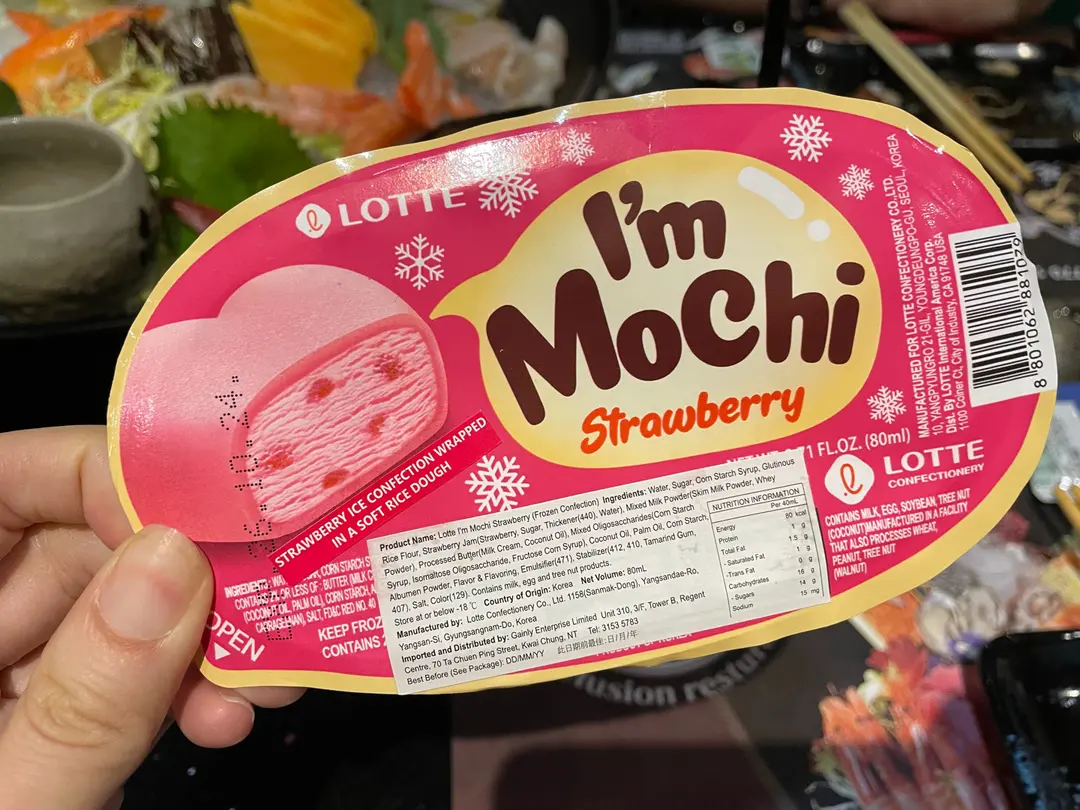 LOTTE
I'm
MoChi
Strawberry
STRAWBERRY ICE CONFECTION WRAPPED
IN A SOFT RICE DOUGH
1 FL.OZ. (80ml)
LOTTE
CONFECTIONERY
CONTAINS MILK, EGG, SOYBEAN, TREE NUT
(COCONUT)MANUFACTURED IN A FACILITY
THAT ALSO PROCESSES WHEAT,
PEANUT, TREE NUT
(WALNUT)
MANUFACTURED FOR LOTTE CONFECTIONERY CO.,LTD.
10, YANGPYUNGRO 21-GIL, YOUNGDEUNGPO-GU, SEOUL, KOREA
Dist. By LOTTE International America Corp.
City of Industry, CA 91748 USA
8 801062 881079
Product Name: Lotte I'm Mochi Strawberry (Frozen Confection) Ingredients: Water, Sugar, Corn Starch Syrup, Glutinous
Rice Flour, Strawberry Jam(Strawberry, Sugar, Thickener(440), Water), Mixed Milk Powder(Skim Milk Powder, Whey
Powder), Processed Butter(Milk Cream, Coconut Oil), Mixed Oligosaccharides(Corn Starch
Syrup, Isomaltose Oligosaccharide, Fructose Corn Syrup), Coconut Oil, Palm Oil, Corn Starch,
Albumen Powder, Flavor & Flavoring, Emulsifier(471), Stabilizer(412, 410, Tamarind Gum,
407), Salt, Color(129). Contains milk, egg and tree nut products.
Store at or below -18 ℃ Country of Origin: Korea Net Volume: 80mL
Manufactured by: Lotte Confectionery Co., Ltd. 1158(Sanmak-Dong), Yangsandae-Ro,
Yangsan-Si, Gyungsangnam-Do, Korea
Imported and Distributed by: Gainly Enterprise Limited Unit 310, 3/F, Tower B, Regent
Centre, 70 Ta Chuen Ping Street, Kwai Chung, NT Tel: 3153 5783
Best Before (See Package): DD/MM/YY 此日期前最佳:日/月/年
NUTRITION INFORMATION
Per 40mL
Energy 80 kcal
Protein 1 g
Total Fat 1.5 g
- Saturated Fat 1 g
-Trans Fat 0 g
Carbohydrates 16 g
- Sugars 14 g
Sodium 15 mg
OPEN
KEEP FROZ
CONTAINS 2
fusion rest